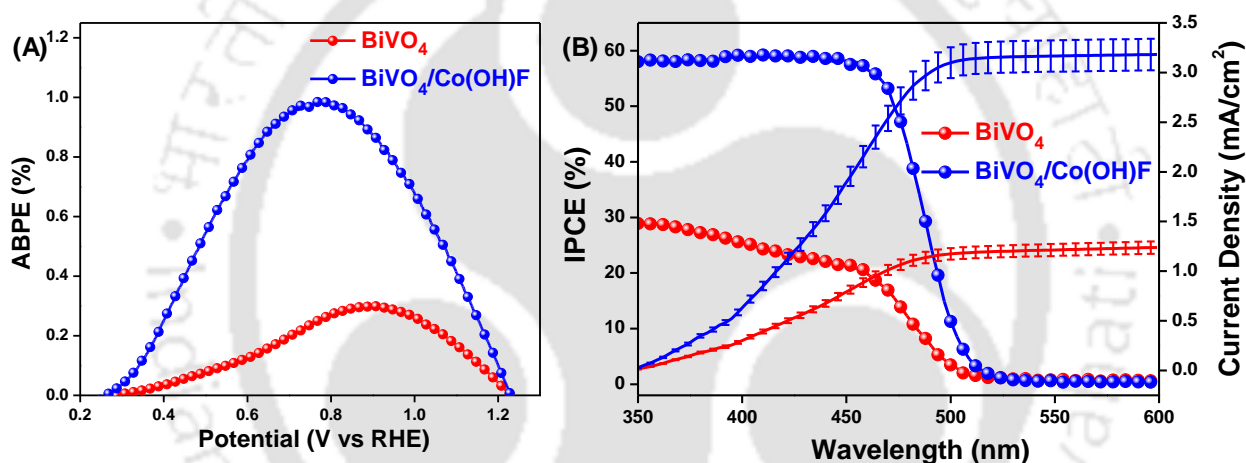 (A)
BiVO₄
BiVO₄/Co(OH)F
1.2
1.0
0.8
0.6
0.4
0.2
0.0
ABPE (%)
0.2 0.4 0.6 0.8 1.0 1.2
Potential (V vs RHE)
(B)
BiVO₄
BiVO₄/Co(OH)F
60
50
40
30
20
10
0
IPCE (%)
3.5
3.0
2.5
2.0
1.5
1.0
0.5
0.0
Current Density (mA/cm²)
350 400 450 500 550 600
Wavelength (nm)